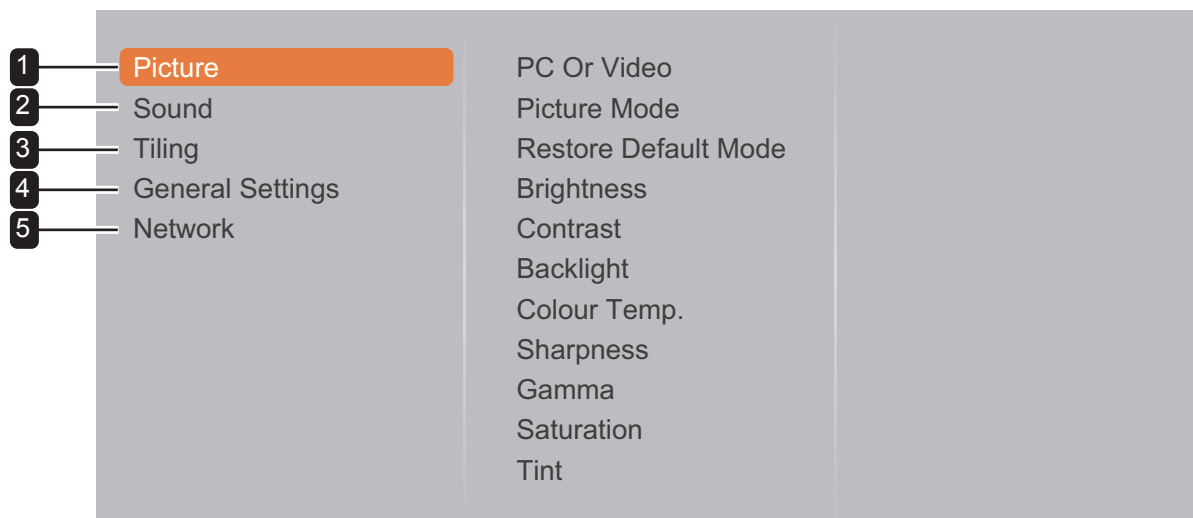 1 Picture
2 Sound
3 Tiling
4 General Settings
5 Network
PC Or Video
Picture Mode
Restore Default Mode
Brightness
Contrast
Backlight
Colour Temp.
Sharpness
Gamma
Saturation
Tint